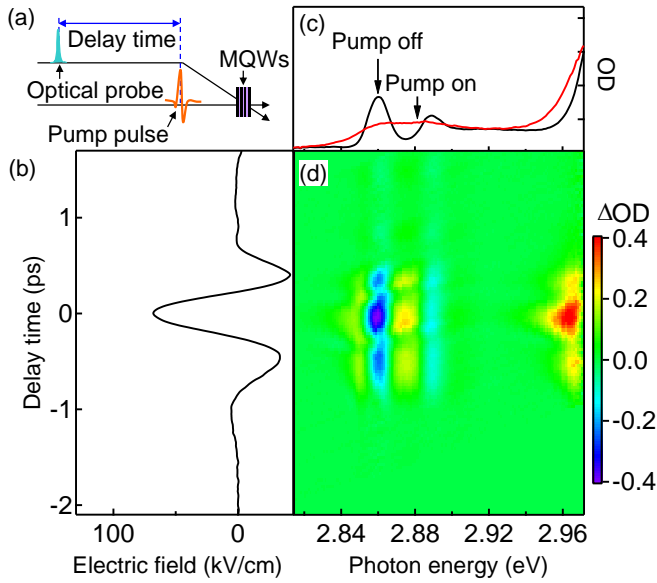 (a)
Delay time
MQWs
Optical probe
Pump pulse
(c)
Pump off
Pump on
OD
(b)
(d)
1
0
-1
-2
Delay time (ps)
100
0
Electric field (kV/cm)
2.84
2.88
2.92
2.96
Photon energy (eV)
ΔOD
0.4
0.2
0.0
-0.2
-0.4